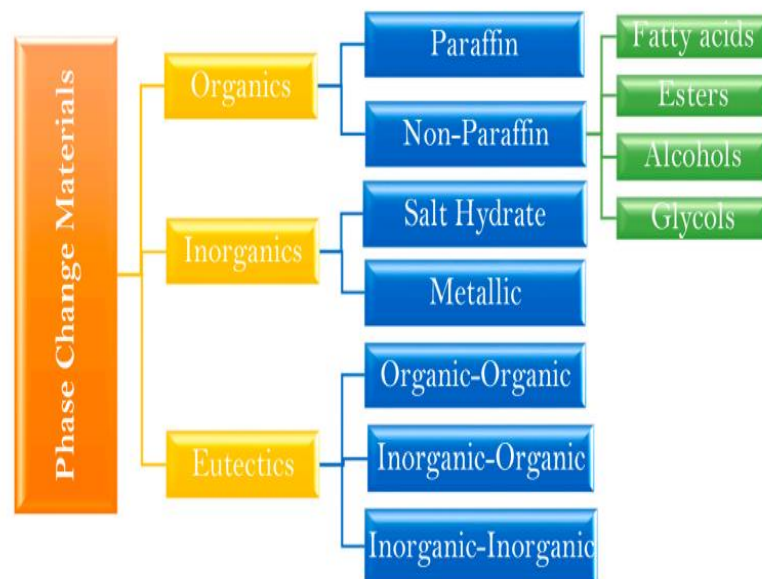 Phase Change Materials
Organics
Paraffin
Non-Paraffin
Fatty acids
Esters
Alcohols
Glycols
Inorganics
Salt Hydrate
Metallic
Eutectics
Organic-Organic
Inorganic-Organic
Inorganic-Inorganic